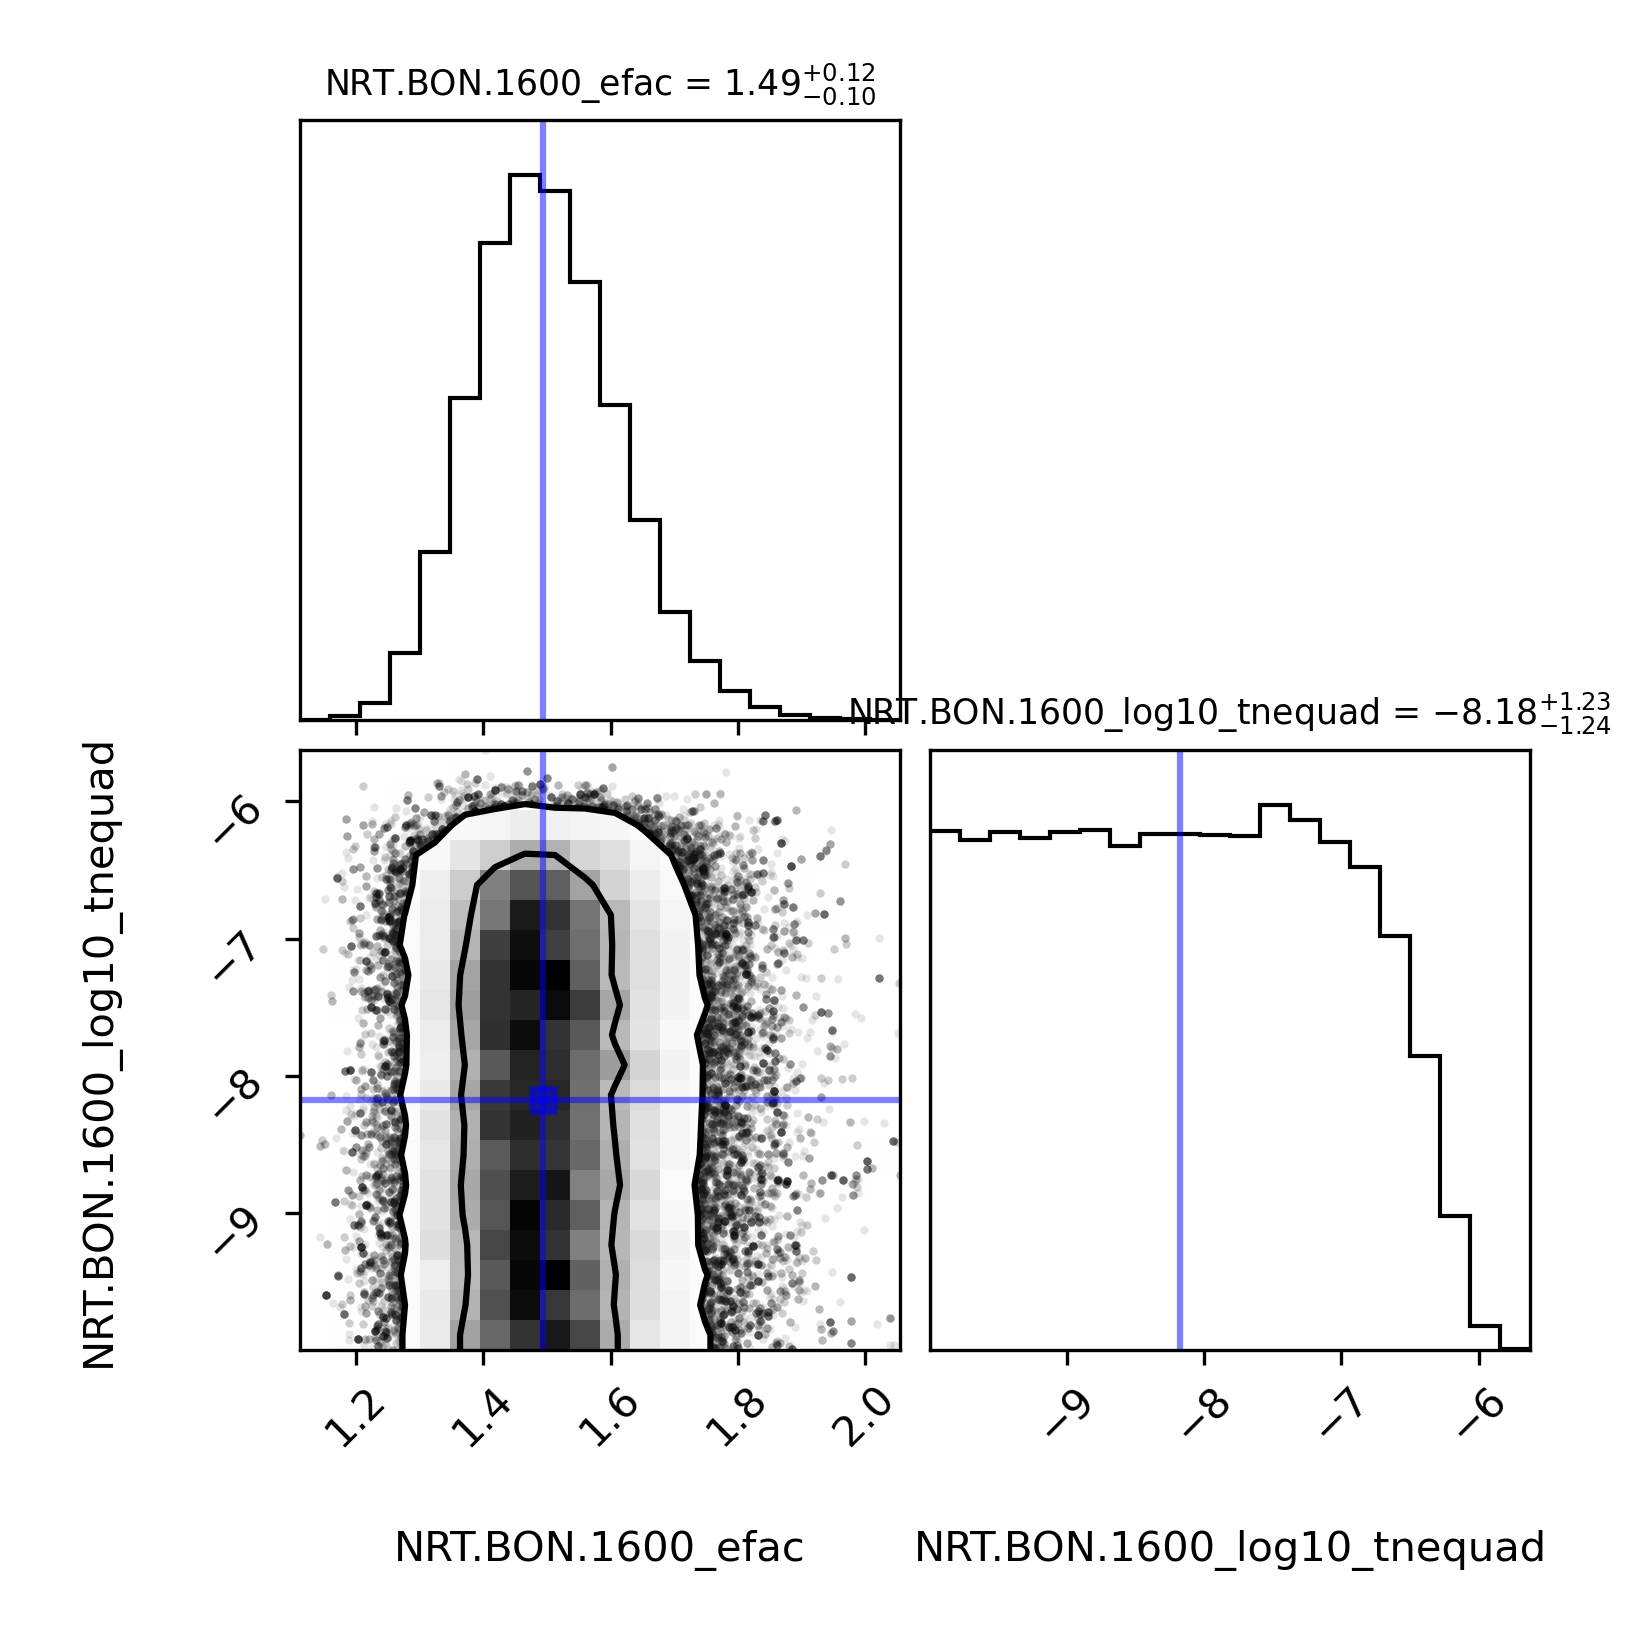 NRT.BON.1600_efac = 1.49+0.12 −0.10
NRT.BON.1600_log10_tnequad = −8.18+1.23 −1.24
NRT.BON.1600_log10_tnequad
−6
−7
−8
−9
1.2 1.4 1.6 1.8 2.0
−9 −8 −7 −6
NRT.BON.1600_efac
NRT.BON.1600_log10_tnequad